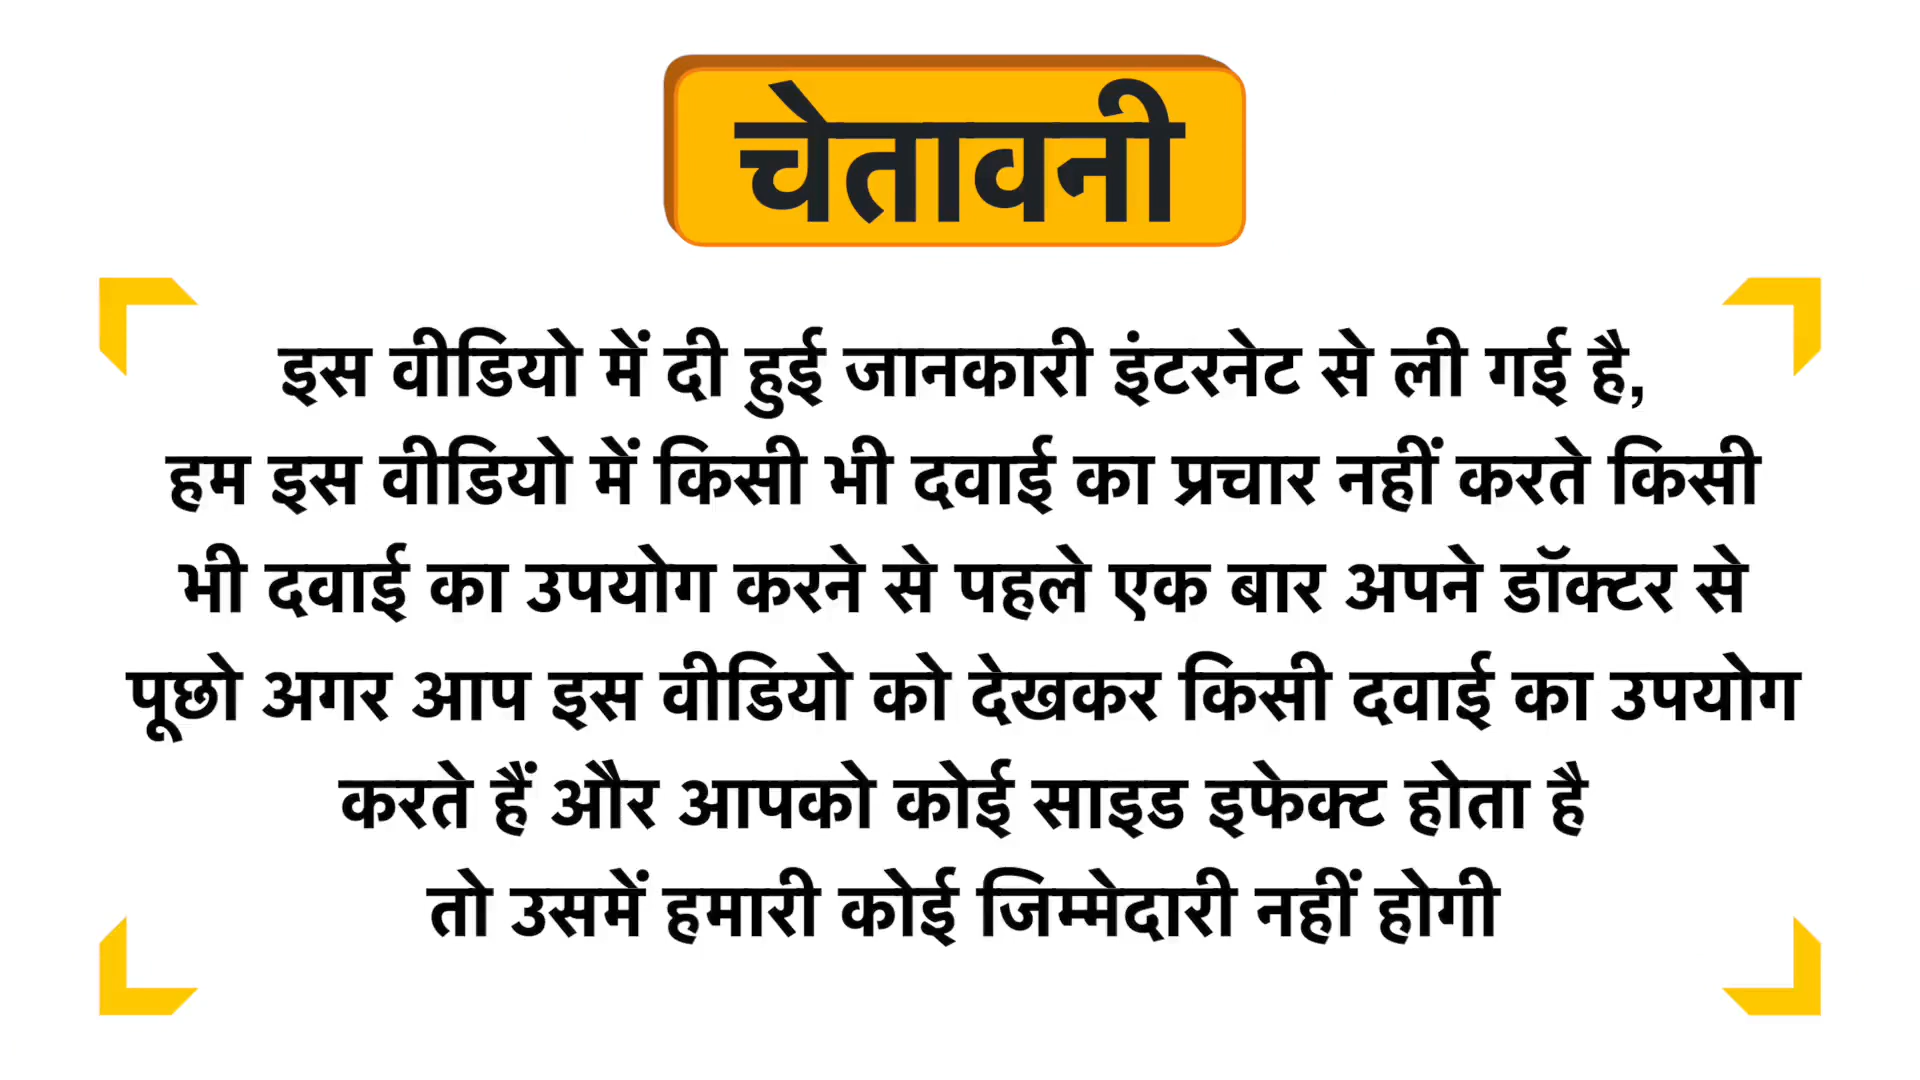 चेतावनी
इस वीडियो में दी हुई जानकारी इंटरनेट से ली गई है,
हम इस वीडियो में किसी भी दवाई का प्रचार नहीं करते किसी
भी दवाई का उपयोग करने से पहले एक बार अपने डॉक्टर से
पूछो अगर आप इस वीडियो को देखकर किसी दवाई का उपयोग
करते हैं और आपको कोई साइड इफेक्ट होता है
तो उसमें हमारी कोई जिम्मेदारी नहीं होगी